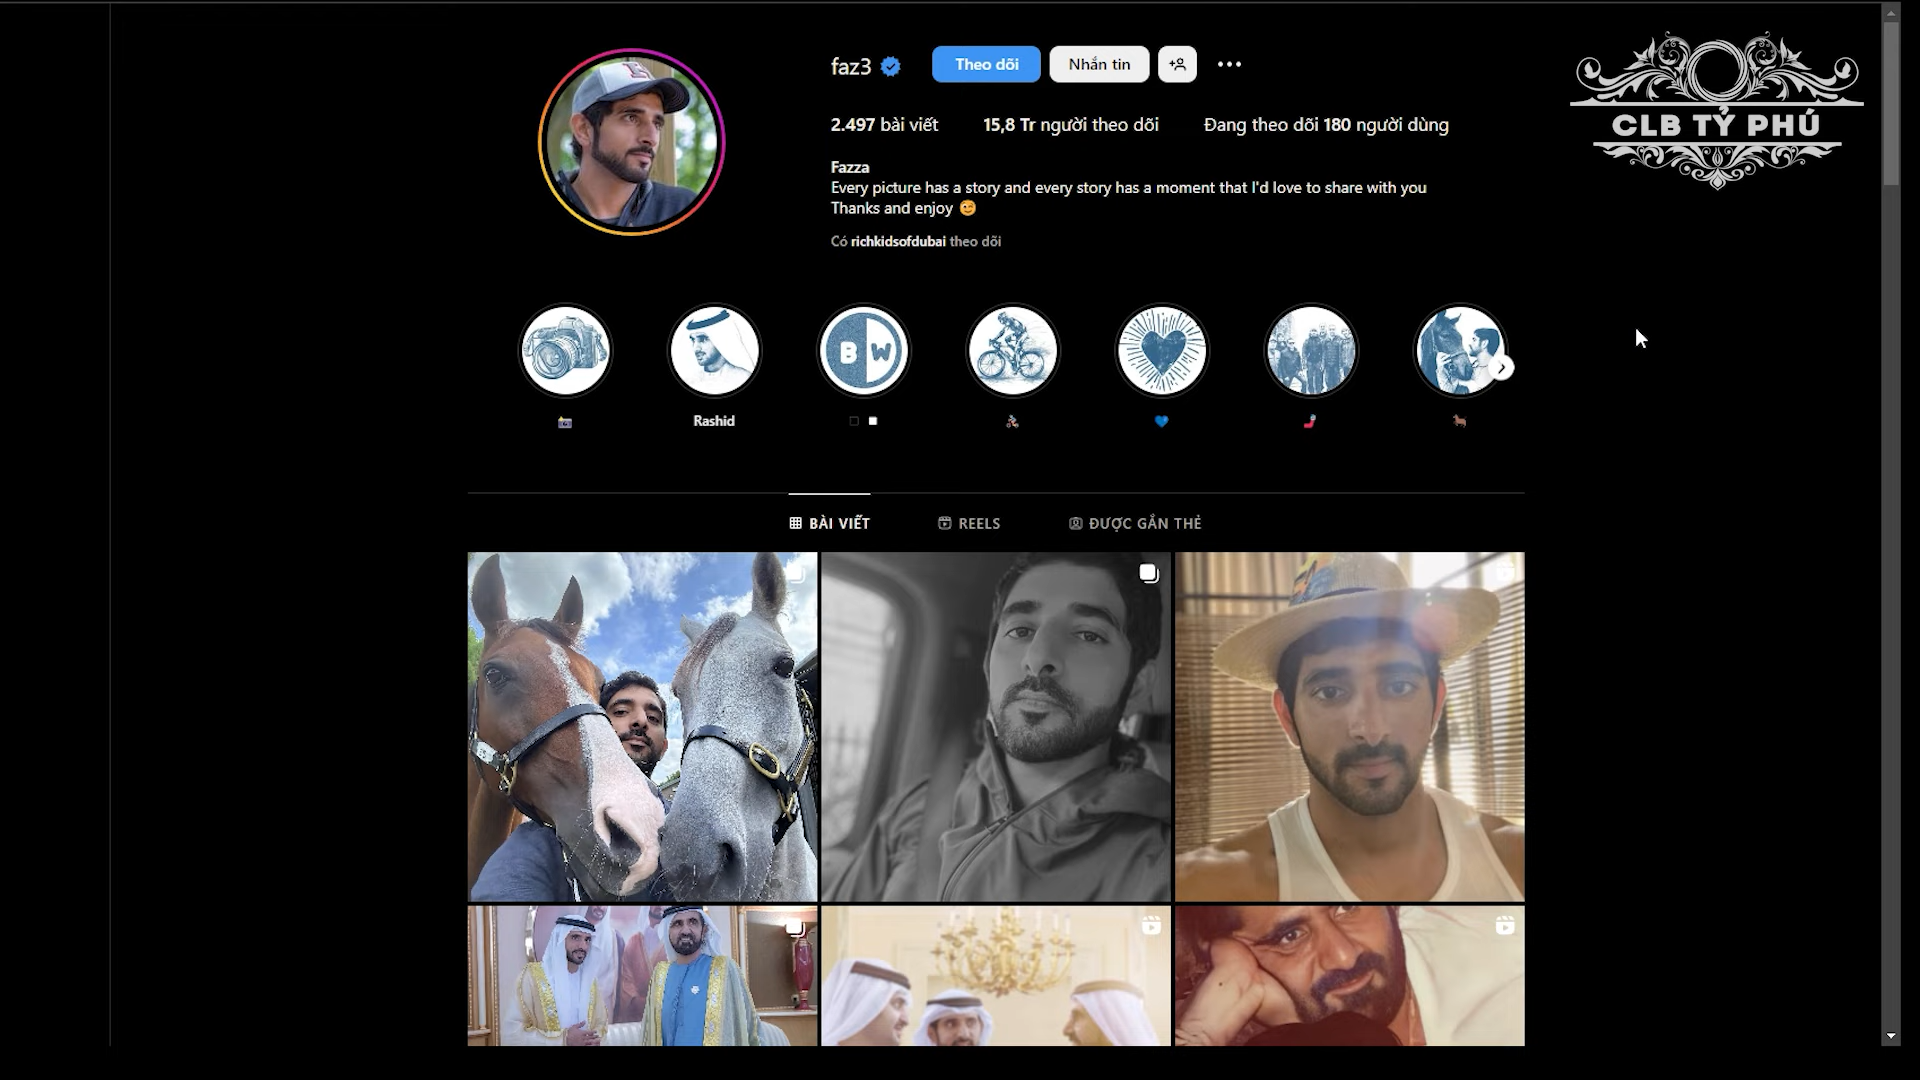 faz3
Theo dõi
Nhắn tin
CLB TỶ PHÚ
2.497 bài viết
15,8 Tr người theo dõi
Đang theo dõi 180 người dùng
Fazza
Every picture has a story and every story has a moment that I'd love to share with you
Thanks and enjoy 😊
Có richkidsofdubai theo dõi
B W
Rashid
BÀI VIẾT
REELS
ĐƯỢC GẮN THẺ